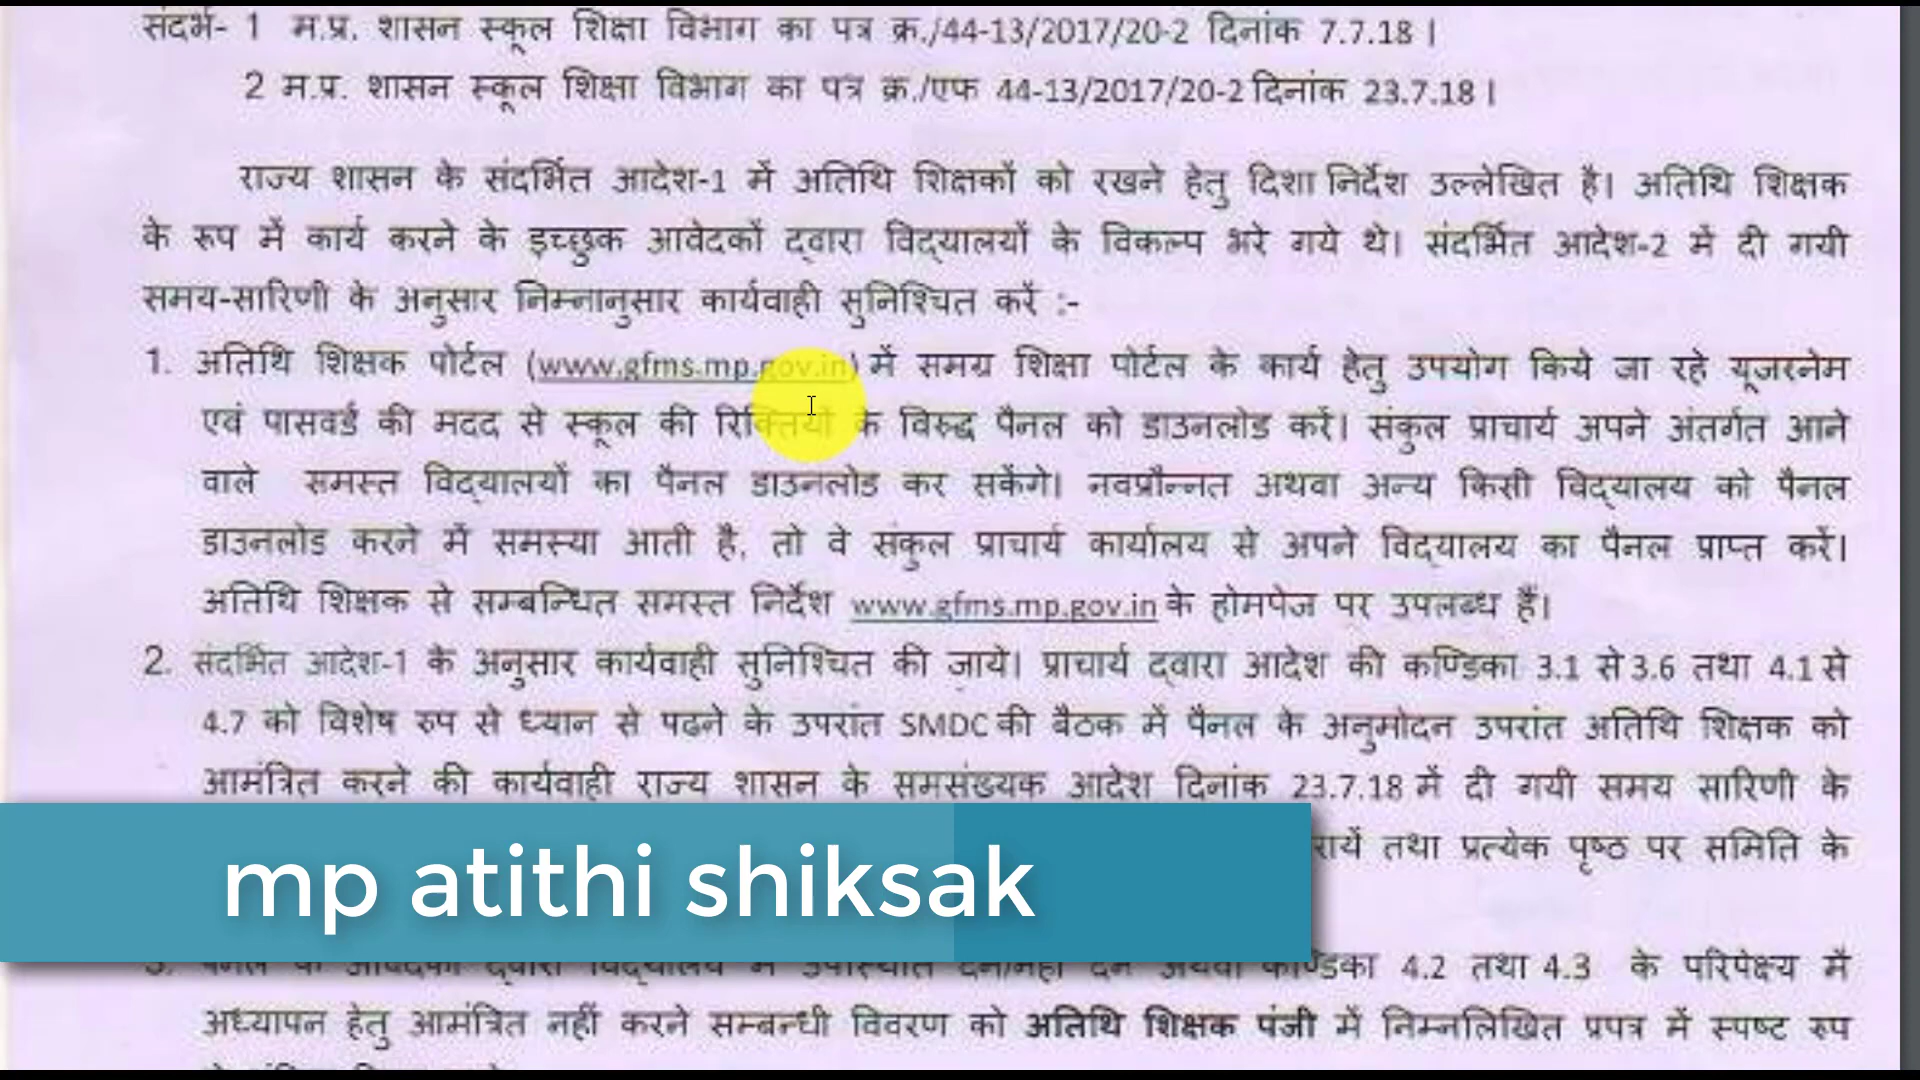 संदर्भ- 1 म.प्र. शासन स्कूल शिक्षा विभाग का पत्र क्र./44-13/2017/20-2 दिनांक 7.7.18 |
2 म.प्र. शासन स्कूल शिक्षा विभाग का पत्र क्र./एफ 44-13/2017/20-2 दिनांक 23.7.18 |
राज्य शासन के संदर्भित आदेश-1 में अतिथि शिक्षकों को रखने हेतु दिशा निर्देश उल्लेखित है। अतिथि शिक्षक
के रुप में कार्य करने के इच्छुक आवेदकों द्वारा विद्यालयों के विकल्प भरे गये थे। संदर्भित आदेश-2 में दी गयी
समय-सारिणी के अनुसार निम्नानुसार कार्यवाही सुनिश्चित करें :-
1. अतिथि शिक्षक पोर्टल (www.gfms.mp.gov.in) में समग्र शिक्षा पोर्टल के कार्य हेतु उपयोग किये जा रहे यूजरनेम
एवं पासवर्ड की मदद से स्कूल की रिक्तियों के विरुद्ध पैनल को डाउनलोड करें। संकुल प्राचार्य अपने अंतर्गत आने
वाले समस्त विद्यालयों का पैनल डाउनलोड कर सकेंगे। नवप्रौन्नत अथवा अन्य किसी विद्यालय को पैनल
डाउनलोड करने में समस्या आती है, तो वे संकुल प्राचार्य कार्यालय से अपने विद्यालय का पैनल प्राप्त करें।
अतिथि शिक्षक से सम्बन्धित समस्त निर्देश www.gfms.mp.gov.in के होमपेज पर उपलब्ध हैं।
2. संदर्भित आदेश-1 के अनुसार कार्यवाही सुनिश्चित की जाये। प्राचार्य द्वारा आदेश की कण्डिका 3.1 से 3.6 तथा 4.1 से
4.7 को विशेष रुप से ध्यान से पढने के उपरांत SMDC की बैठक में पैनल के अनुमोदन उपरांत अतिथि शिक्षक को
आमंत्रित करने की कार्यवाही राज्य शासन के समसंख्यक आदेश दिनांक 23.7.18 में दी गयी समय सारिणी के
तथा प्रत्येक पृष्ठ पर समिति के
mp atithi shiksak
4.2 तथा 4.3 के परिपेक्ष्य में
अध्यापन हेतु आमंत्रित नहीं करने सम्बन्धी विवरण को अतिथि शिक्षक पंजी में निम्नलिखित प्रपत्र में स्पष्ट रुप